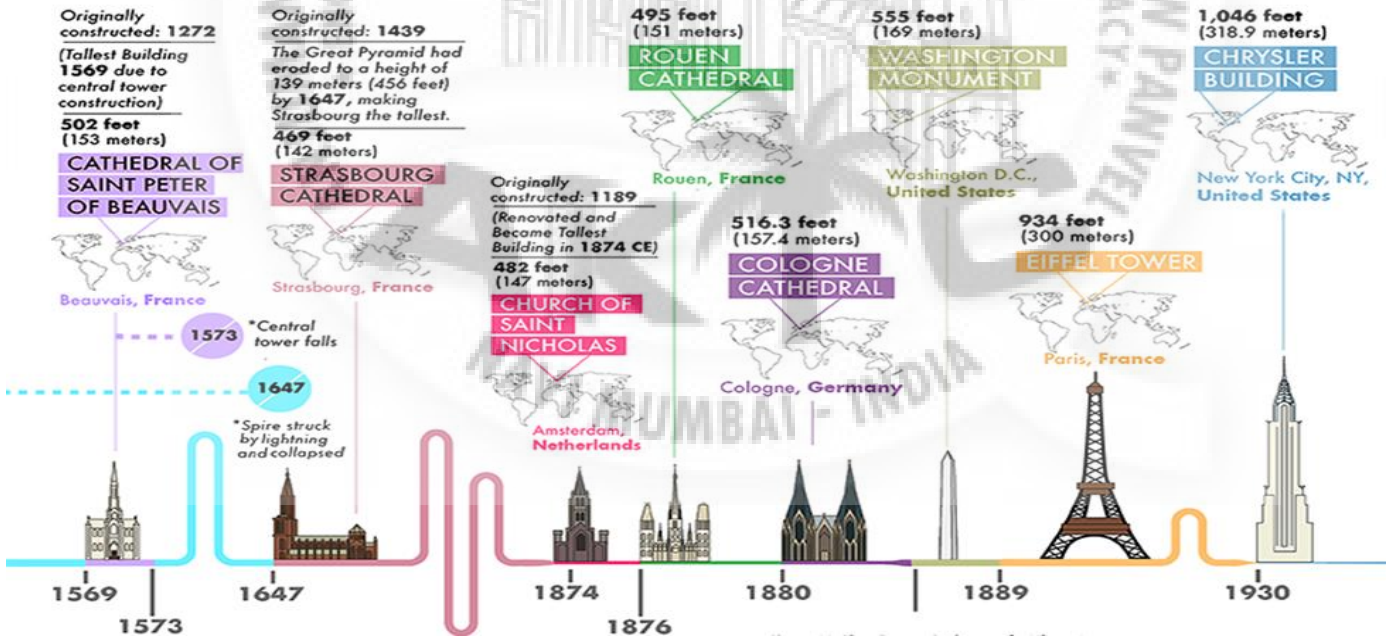 Originally
constructed: 1272
(Tallest Building
1569 due to
central tower
construction)
502 feet
(153 meters)
CATHEDRAL OF
SAINT PETER
OF BEAUVAIS
Beauvais, France
1573
*Central
tower falls
1647
*Spire struck
by lightning
and collapsed
Originally
constructed: 1439
The Great Pyramid had
eroded to a height of
139 meters (456 feet)
by 1647, making
Strasbourg the tallest.
469 feet
(142 meters)
STRASBOURG
CATHEDRAL
Strasbourg, France
Originally
constructed: 1189
(Renovated and
Became Tallest
Building in 1874 CE)
482 feet
(147 meters)
CHURCH OF
SAINT
NICHOLAS
Amsterdam,
Netherlands
495 feet
(151 meters)
ROUEN
CATHEDRAL
Rouen, France
516.3 feet
(157.4 meters)
COLOGNE
CATHEDRAL
Cologne, Germany
555 feet
(169 meters)
WASHINGTON
MONUMENT
Washington D.C.,
United States
934 feet
(300 meters)
EIFFEL TOWER
Paris, France
1,046 feet
(318.9 meters)
CHRYSLER
BUILDING
New York City, NY,
United States
1569
1573
1647
1874
1876
1880
1889
1930
PANVEL
MUMBAI - INDIA